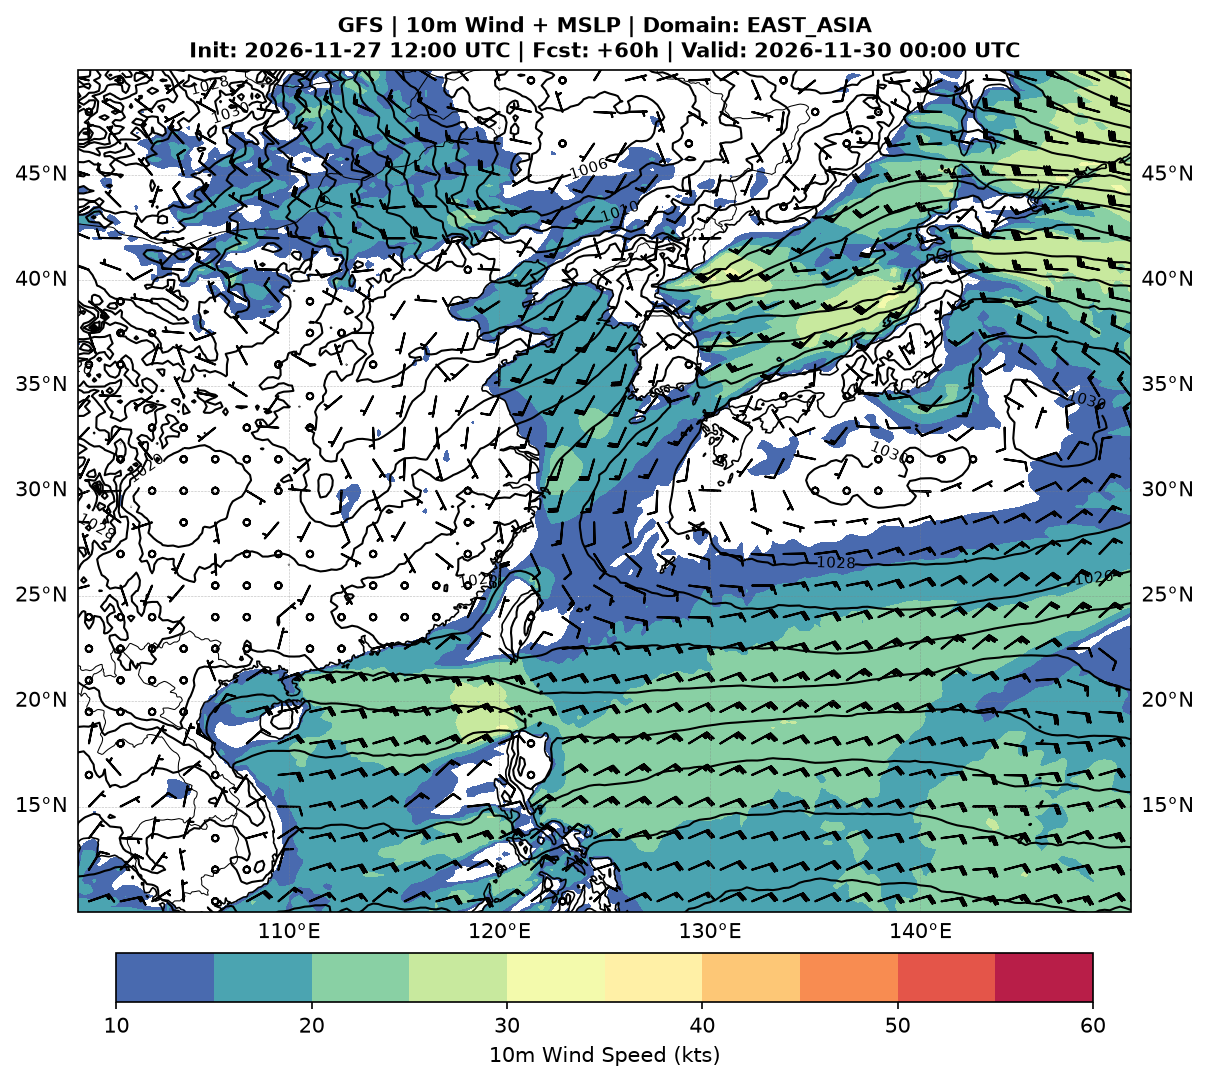 GFS | 10m Wind + MSLP | Domain: EAST_ASIA
Init: 2026-11-27 12:00 UTC | Fcst: +60h | Valid: 2026-11-30 00:00 UTC
1030
1006
45°N
45°N
1010
40°N
40°N
35°N
35°N
1030
1030
1020
30°N
30°N
1028
1028
1026
25°N
25°N
20°N
20°N
15°N
15°N
110°E
120°E
130°E
140°E
10
20
30
40
50
60
10m Wind Speed (kts)